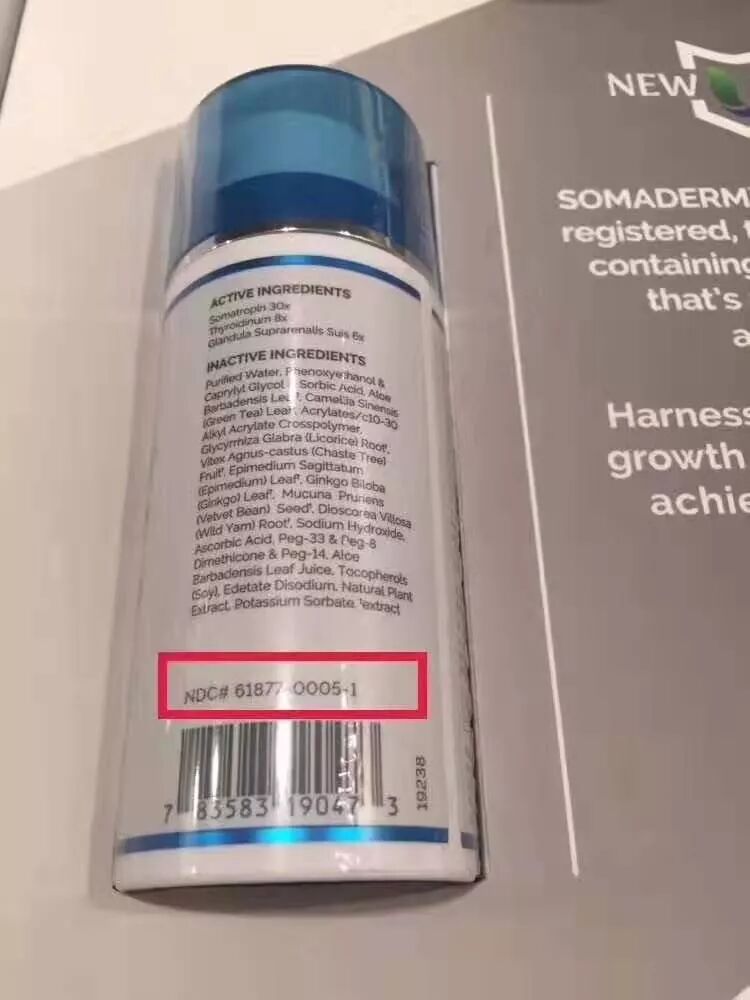 NEW
SOMADERM
registered,
containing
that's
Harness
growth
achie
ACTIVE INGREDIENTS
Somatropin 30x
Thyroidinum 8x
Glandula Suprarenalis Suis 6x
INACTIVE INGREDIENTS
Purified Water, Phenoxyethanol &
Caprylyl Glycol Sorbic Acid, Aloe
Barbadensis Leaf†, Camellia Sinensis
(Green Tea) Leaf, Acrylates/c10-30
Alkyl Acrylate Crosspolymer,
Glycyrrhiza Glabra (Licorice) Root†,
Vitex Agnus-castus (Chaste Tree)
Fruit†, Epimedium Sagittatum
(Epimedium) Leaf†, Ginkgo Biloba
(Ginkgo) Leaf†, Mucuna Pruriens
(Velvet Bean) Seed†, Dioscorea Villosa
(Wild Yam) Root†, Sodium Hydroxide,
Ascorbic Acid, Peg-33 & Peg-8
Dimethicone & Peg-14, Aloe
Barbadensis Leaf Juice, Tocopherols
(Soy), Edetate Disodium, Natural Plant
Extract, Potassium Sorbate, †extract
NDC# 61877-0005-1
7 83583 19047 3
19238